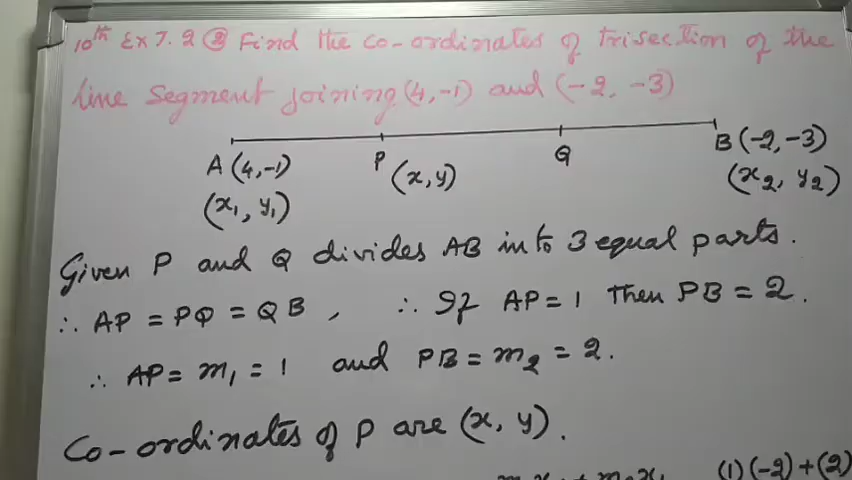 10th Ex 7.2 ② Find the co-ordinates of trisection of the
line segment joining (4,-1) and (-2, -3)
A (4,-1) P (x, y) Q B (-2, -3)
(x₁, y₁) (x₂, y₂)
Given P and Q divides AB into 3 equal parts.
∴ AP = PQ = QB , ∴ If AP = 1 then PB = 2.
∴ AP = m₁ = 1 and PB = m₂ = 2.
Co-ordinates of P are (x, y).
(1)(-2)+(2)